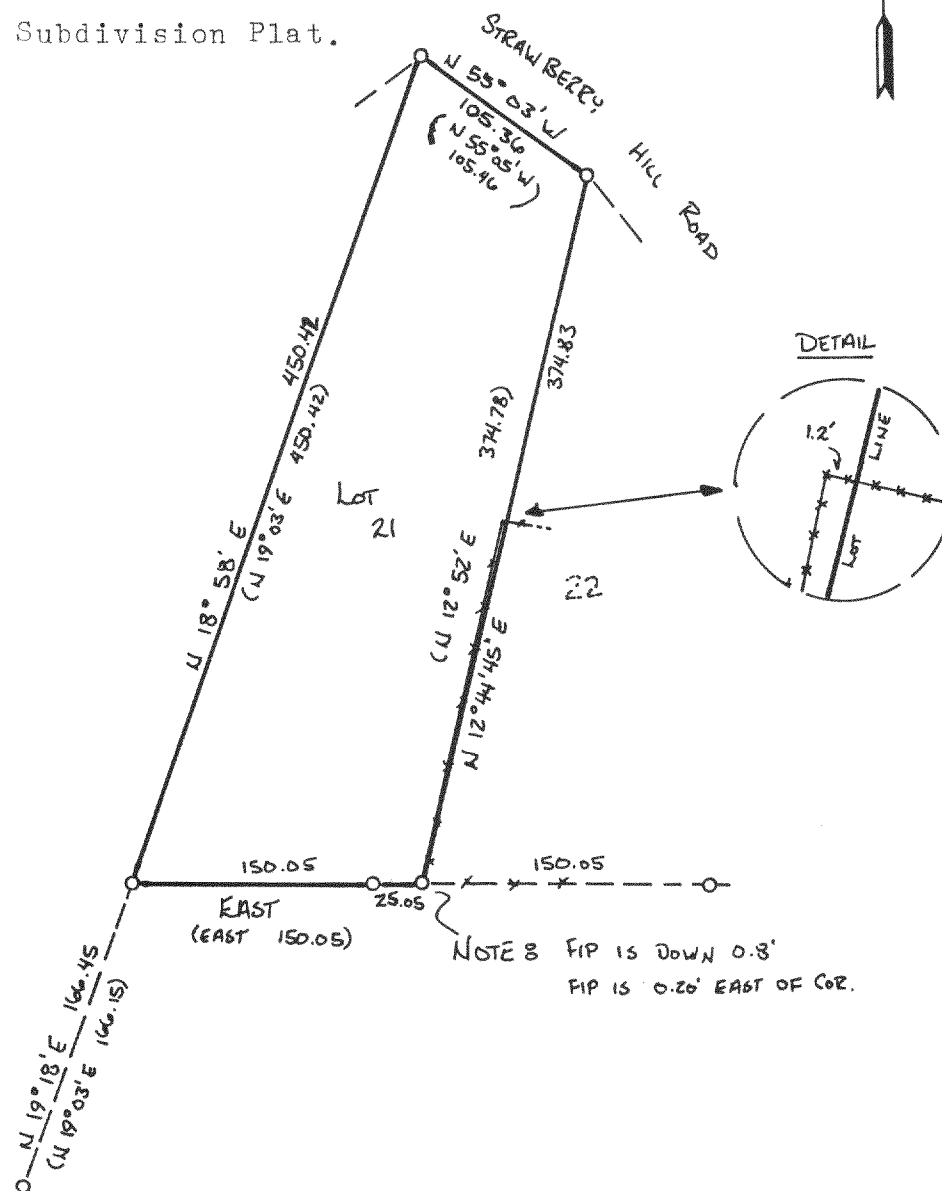 Subdivision Plat.
STRAWBERRY
HILL
ROAD
N 55° 03' W
105.36
(N 55° 05' W
105.46)
450.42
450.42)
N 18° 58' E
(N 19° 03' E
LOT
21
374.83
374.78)
(N 12° 52' E
N 12° 44' 45" E
22
DETAIL
1.2'
LINE
LOT
150.05
25.05
150.05
EAST
(EAST 150.05)
NOTE: FIP IS DOWN 0.8'
FIP IS 0.20' EAST OF COR.
N 19° 18' E 166.45
(N 19° 03' E 166.15)